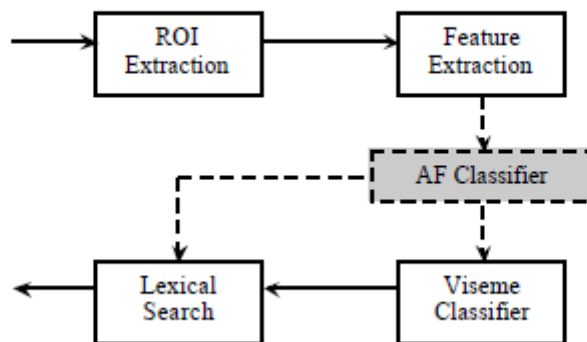 ROI
Extraction
Feature
Extraction
AF Classifier
Lexical
Search
Viseme
Classifier